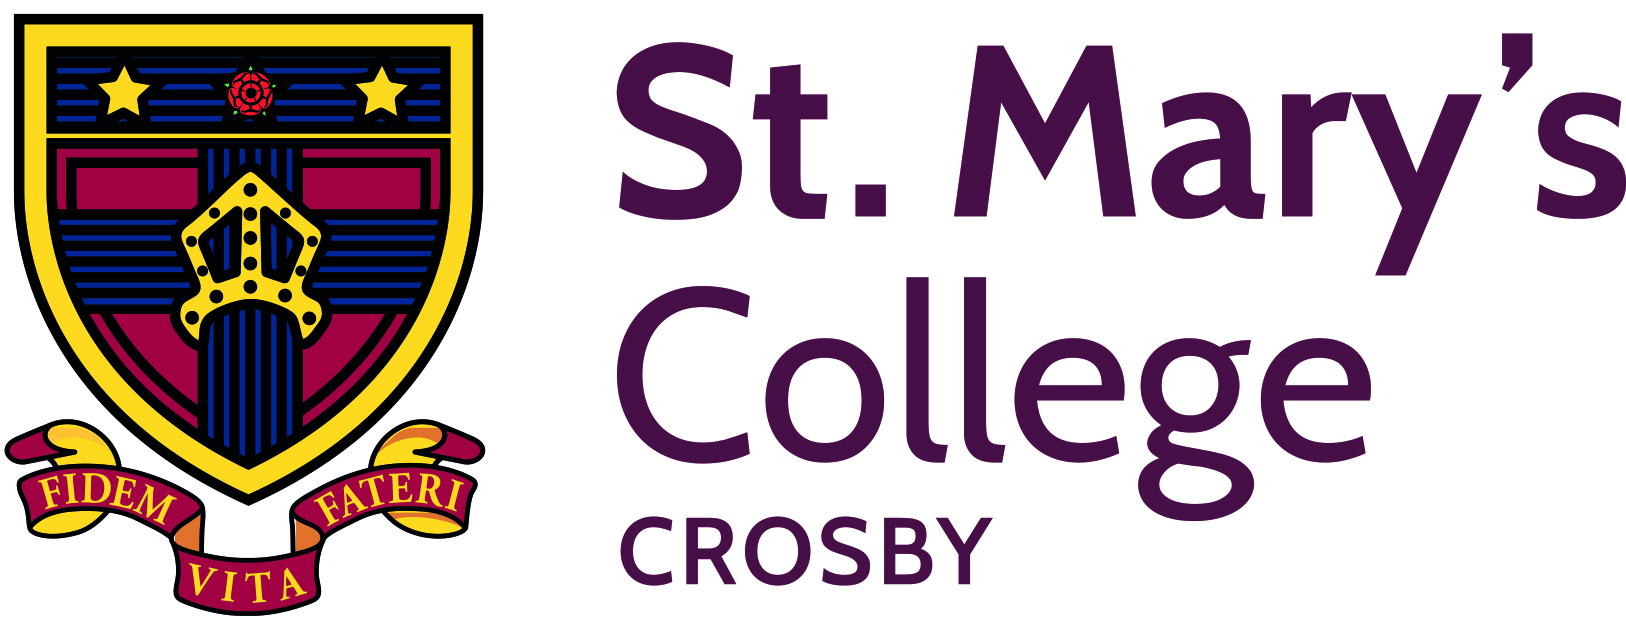 FIDEM VITA FATERI
St. Mary’s
College
CROSBY